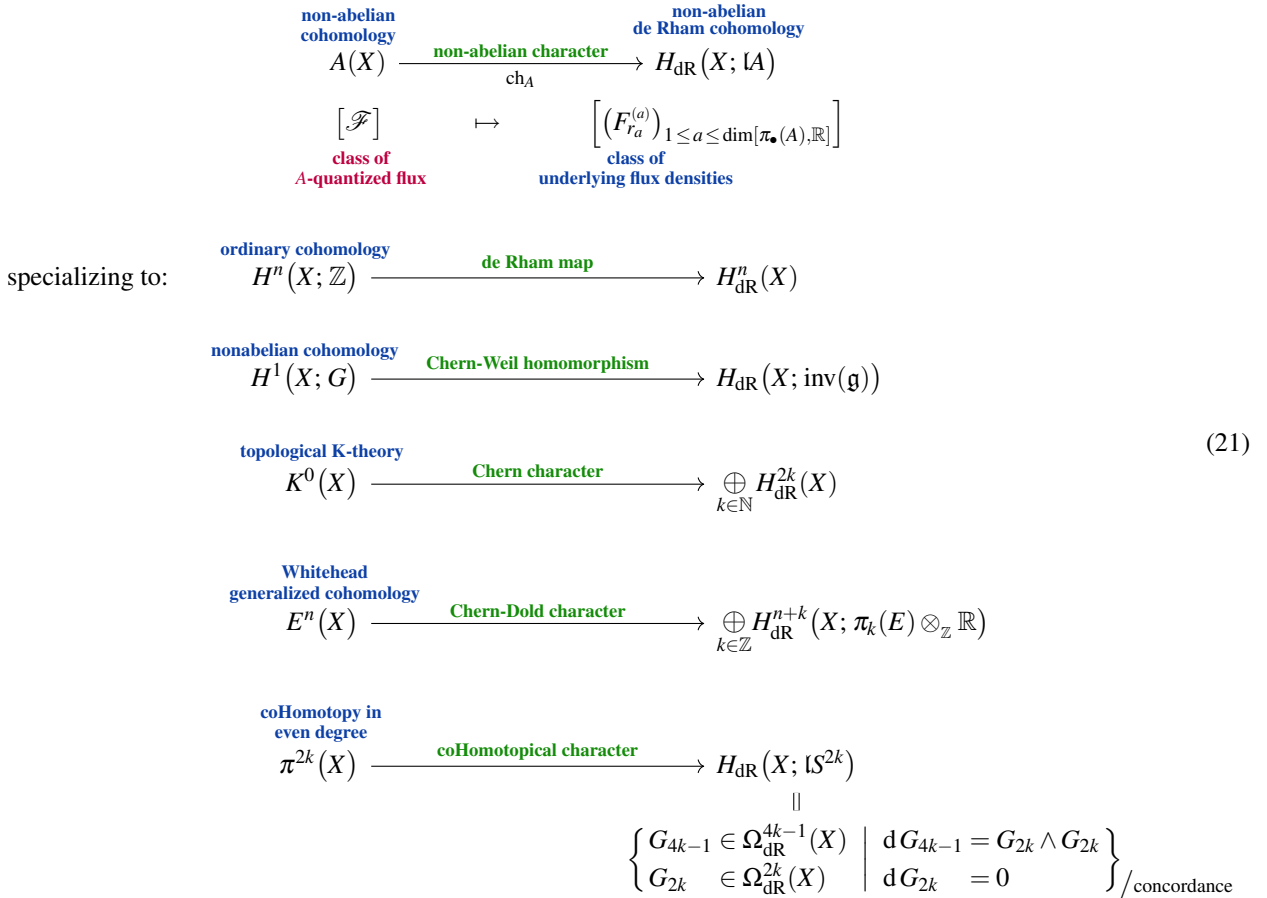 non-abelian cohomology
non-abelian de Rham cohomology
A(X) —non-abelian character→ H_dR(X; 𝔩A)
ch_A
[ℱ] ↦ [(F^{(a)}_{r_a})_{1≤a≤dim[π_•(A),ℝ]}]
class of A-quantized flux
class of underlying flux densities
ordinary cohomology
specializing to: H^n(X; ℤ) —de Rham map→ H^n_dR(X)
nonabelian cohomology
H^1(X; G) —Chern-Weil homomorphism→ H_dR(X; inv(𝔤))
(21)
topological K-theory
K^0(X) —Chern character→ ⊕_{k∈ℕ} H^{2k}_dR(X)
Whitehead generalized cohomology
E^n(X) —Chern-Dold character→ ⊕_{k∈ℤ} H^{n+k}_dR(X; π_k(E) ⊗_ℤ ℝ)
coHomotopy in even degree
π^{2k}(X) —coHomotopical character→ H_dR(X; 𝔩S^{2k})
||
{ G_{4k−1} ∈ Ω^{4k−1}_dR(X) | d G_{4k−1} = G_{2k} ∧ G_{2k}
G_{2k} ∈ Ω^{2k}_dR(X) | d G_{2k} = 0 }_{/concordance}